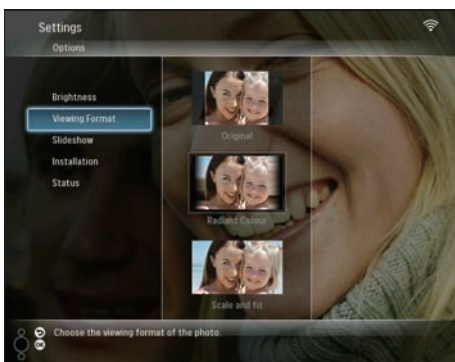 Settings
Options
Brightness
Viewing Format
Slideshow
Installation
Status
Original
Radiant Colour
Scale and fit
Choose the viewing format of the photo.